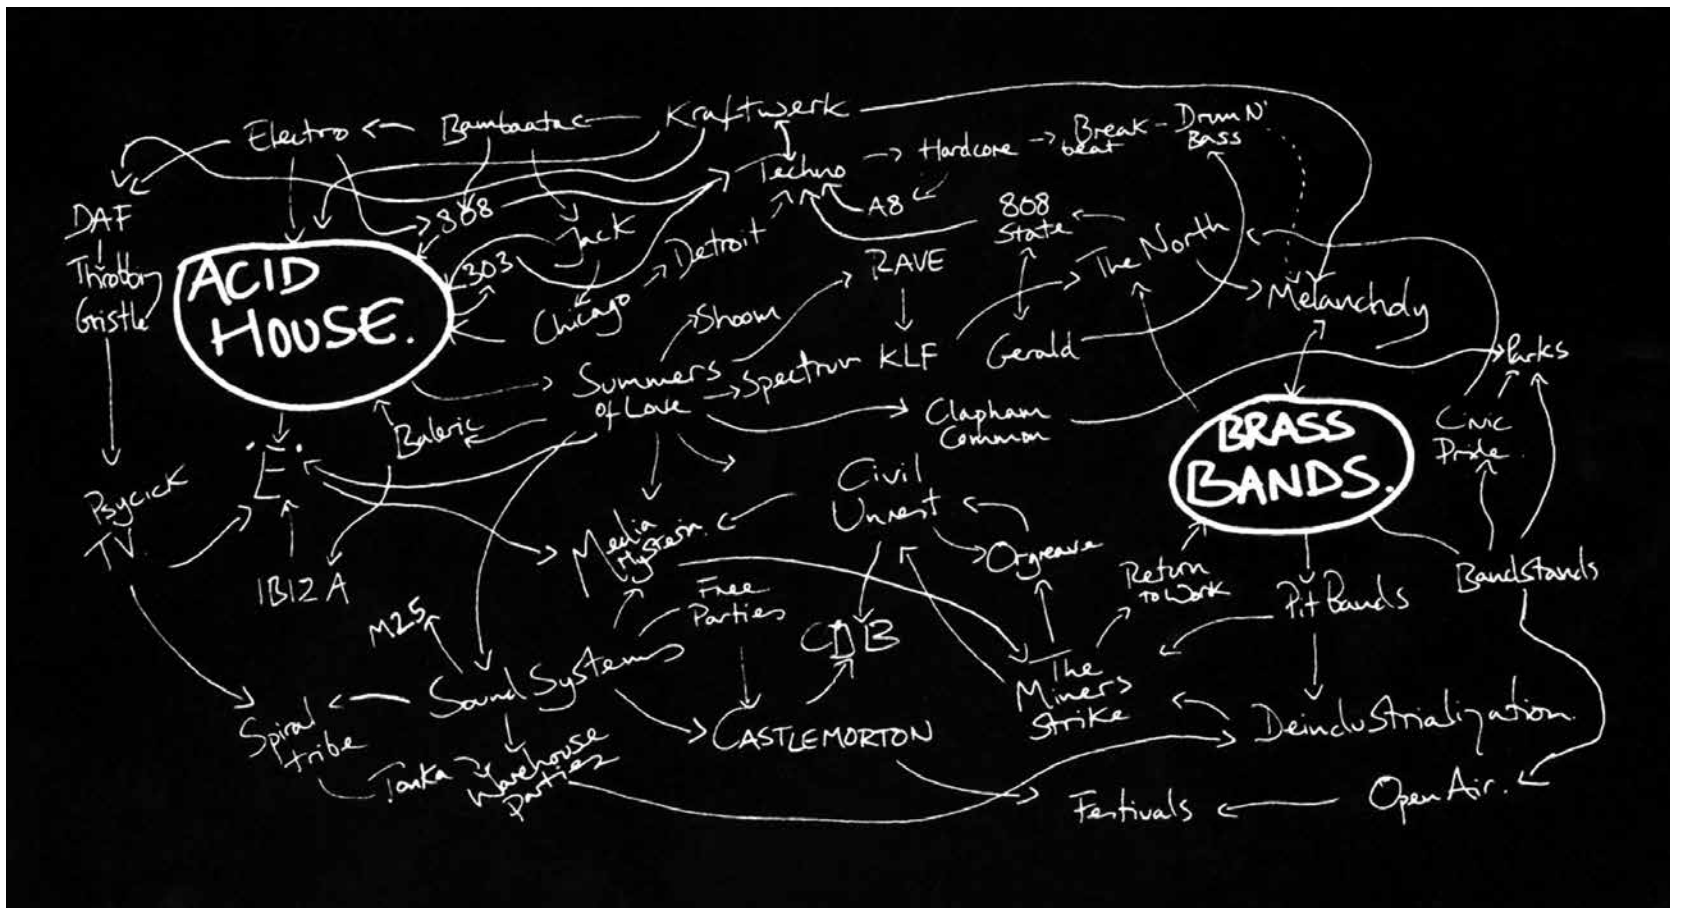 Kraftwerk
Electro
Bambaataa
Drum N'
Bass
Break
beat
Hardcore
Techno
DAF
808
A8
808
State
Jack
Detroit
The North
Throbbing
Gristle
303
RAVE
ACID
HOUSE.
Chicago
Shoom
Melancholy
Summers
of Love
Spectrum
KLF
Gerald
Parks
Baleric
Clapham
Common
BRASS
BANDS.
Civic
Pride
.'E'.
Civil
Unrest
Psycick
TV.
Media
Hysteria.
Orgreave
IBIZA
Return
to Work
Pit Bands
Bandstands
Free
Parties
M25
CJB
Sound Systems
The
Miners
Strike
Spiral
tribe
CASTLEMORTON
Deindustrialization.
Tonka
Warehouse
Parties
Festivals
Open Air.